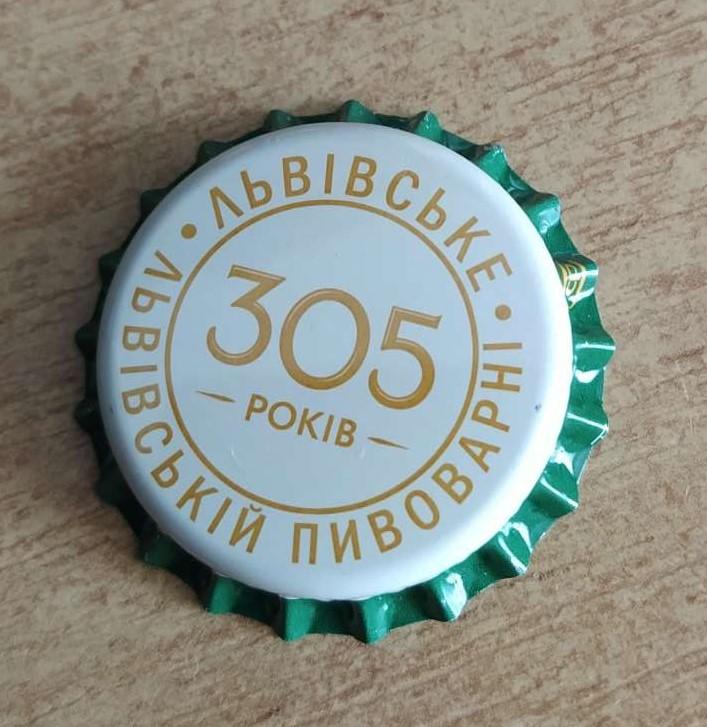 • ЛЬВІВСЬКЕ •
305
РОКІВ
ЛЬВІВСЬКІЙ ПИВОВАРНІ